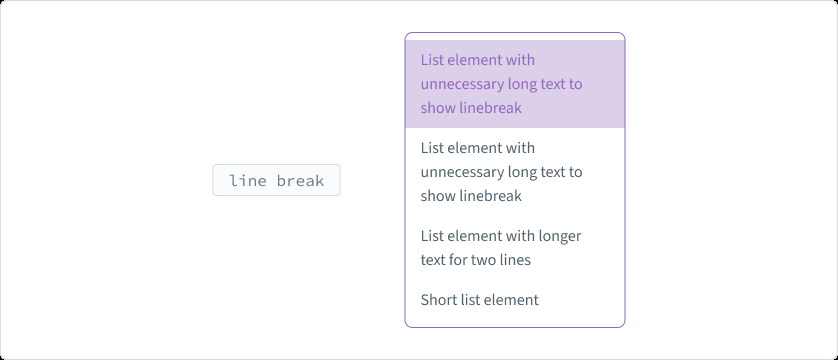 line break
List element with
unnecessary long text to
show linebreak
List element with
unnecessary long text to
show linebreak
List element with longer
text for two lines
Short list element